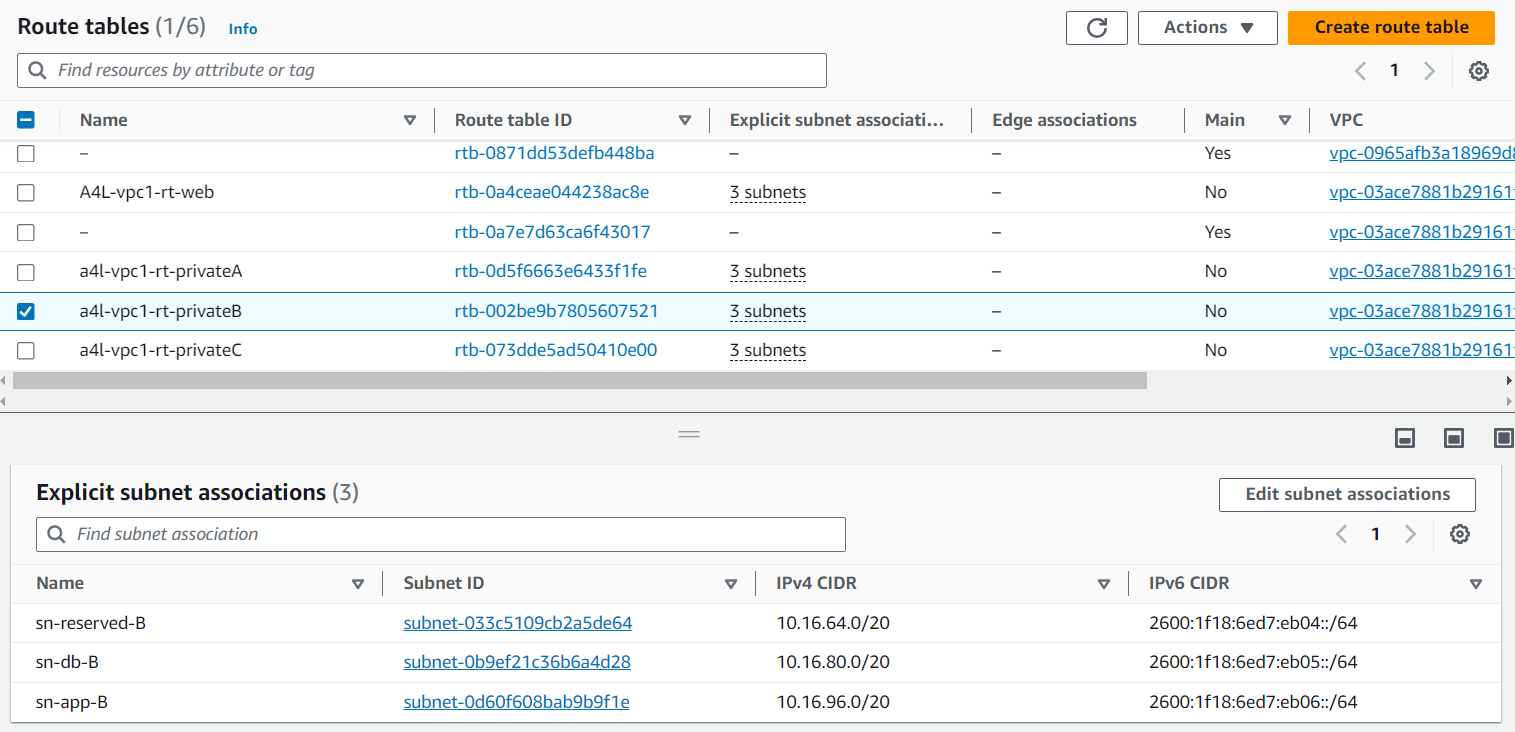 Route tables (1/6) Info Actions Create route table
Find resources by attribute or tag 1
Name Route table ID Explicit subnet associati... Edge associations Main VPC
– rtb-0871dd53defb448ba – – Yes vpc-0965afb3a18969d8
A4L-vpc1-rt-web rtb-0a4ceae044238ac8e 3 subnets – No vpc-03ace7881b29161
– rtb-0a7e7d63ca6f43017 – – Yes vpc-03ace7881b29161
a4l-vpc1-rt-privateA rtb-0d5f6663e6433f1fe 3 subnets – No vpc-03ace7881b29161
a4l-vpc1-rt-privateB rtb-002be9b7805607521 3 subnets – No vpc-03ace7881b29161
a4l-vpc1-rt-privateC rtb-073dde5ad50410e00 3 subnets – No vpc-03ace7881b29161
Explicit subnet associations (3) Edit subnet associations
Find subnet association 1
Name Subnet ID IPv4 CIDR IPv6 CIDR
sn-reserved-B subnet-033c5109cb2a5de64 10.16.64.0/20 2600:1f18:6ed7:eb04::/64
sn-db-B subnet-0b9ef21c36b6a4d28 10.16.80.0/20 2600:1f18:6ed7:eb05::/64
sn-app-B subnet-0d60f608bab9b9f1e 10.16.96.0/20 2600:1f18:6ed7:eb06::/64